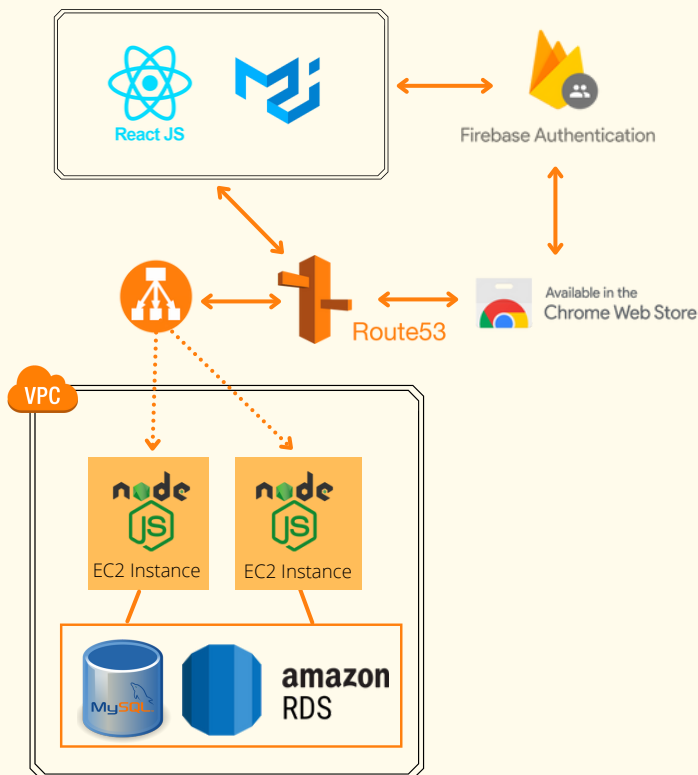 React JS
Firebase Authentication
Route53
Available in the
Chrome Web Store
VPC
node
JS
EC2 Instance
node
JS
EC2 Instance
MySQL
amazon
RDS